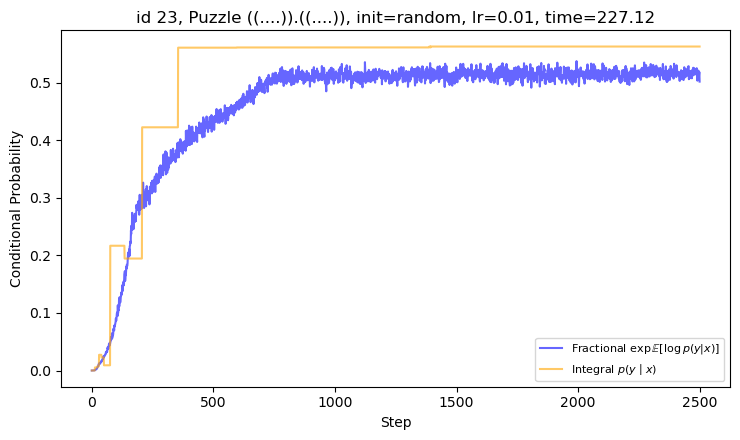 id 23, Puzzle ((....)).((....)), init=random, lr=0.01, time=227.12
Conditional Probability
0.5
0.4
0.3
0.2
0.1
0.0
Fractional exp𝔼[log p(y|x)]
Integral p(y | x)
0
500
1000
1500
2000
2500
Step